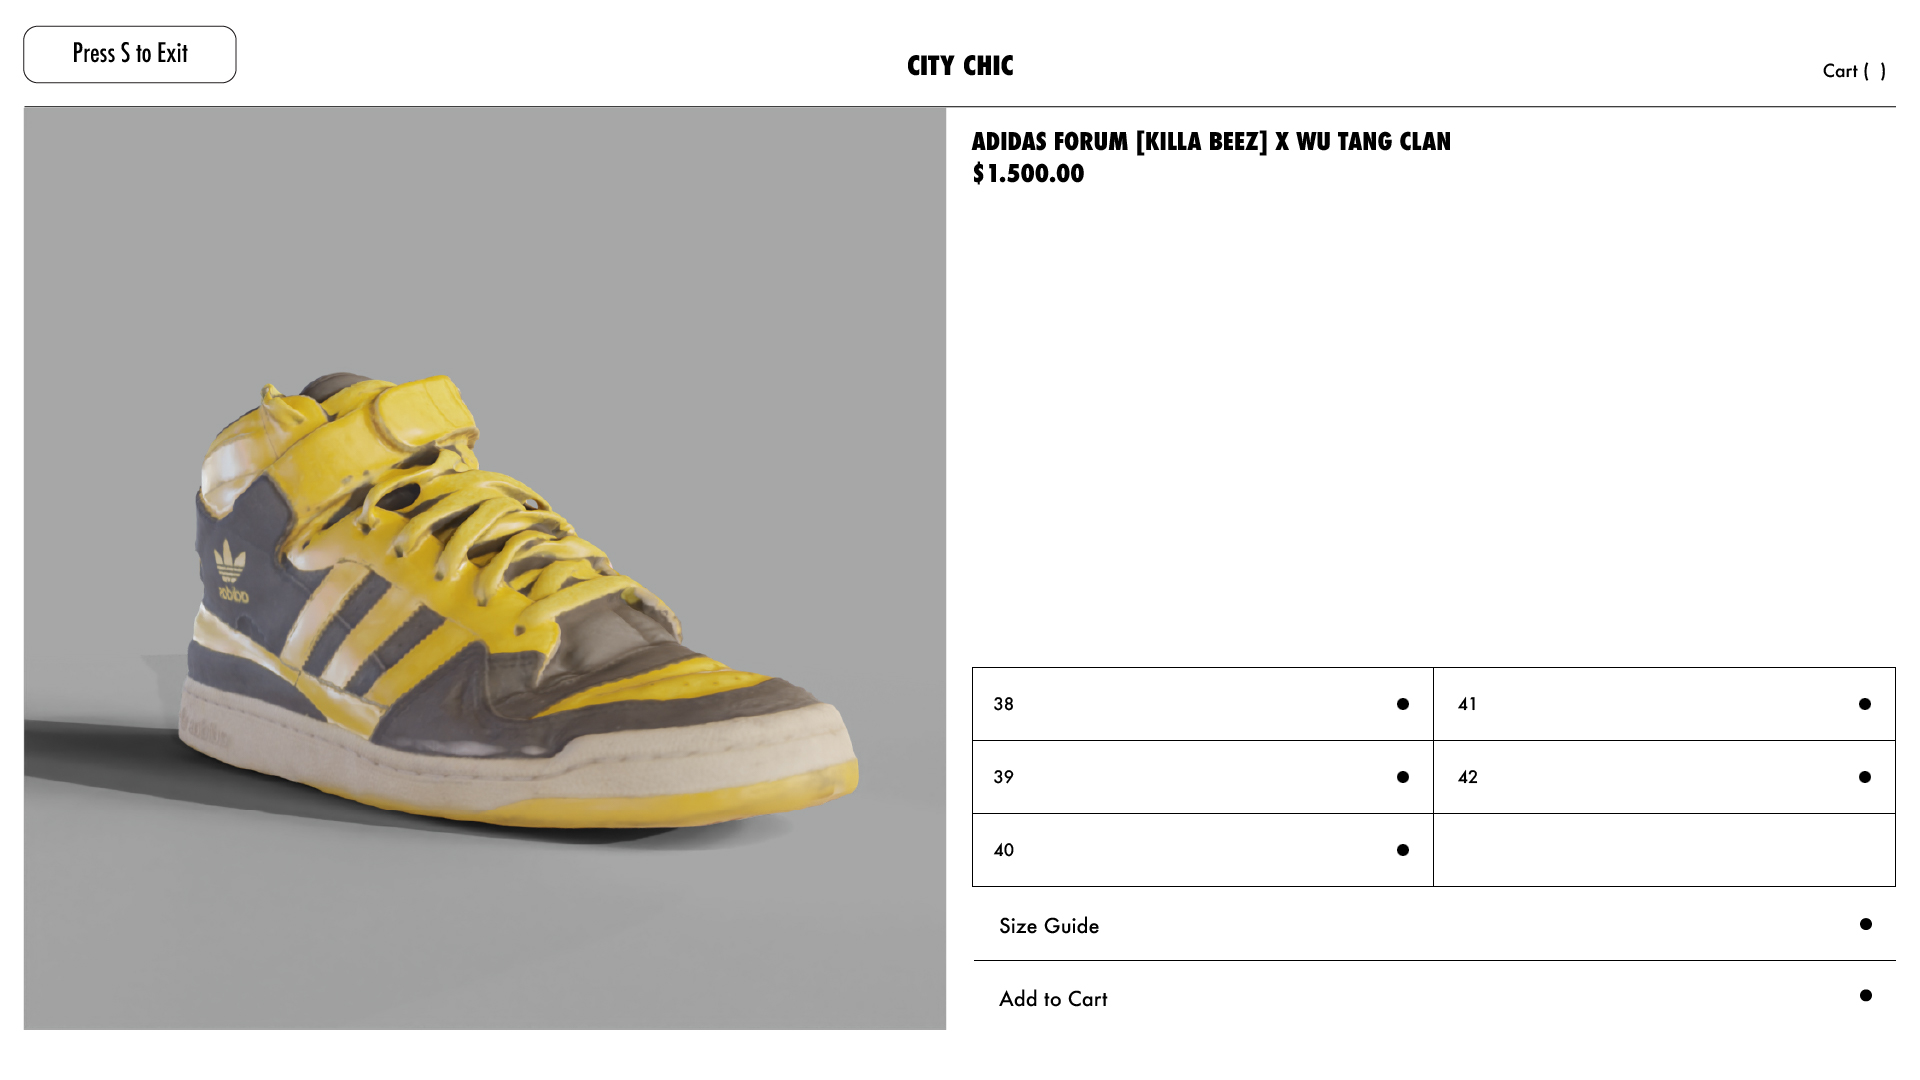 Press S to Exit
CITY CHIC
Cart ( )
ADIDAS FORUM [KILLA BEEZ] X WU TANG CLAN
$1.500.00
38
41
39
42
40
Size Guide
Add to Cart